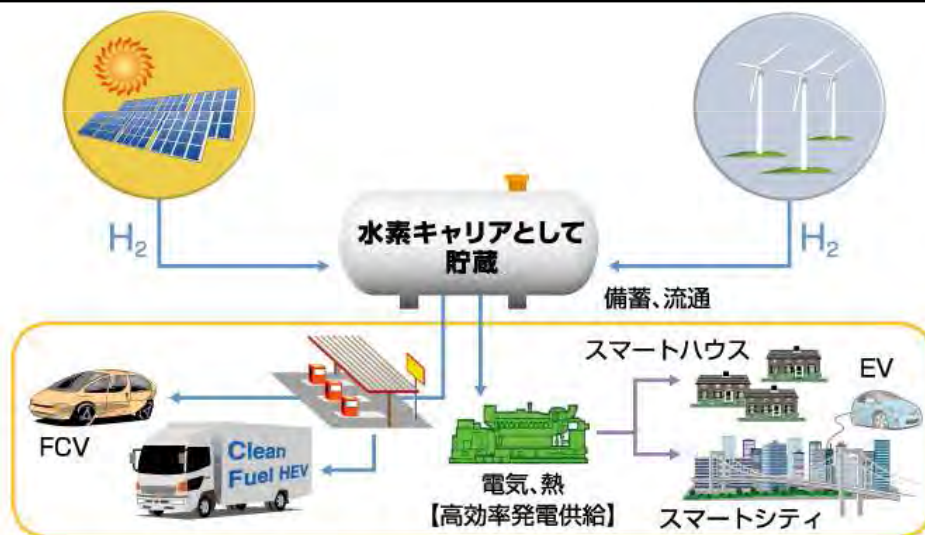 H₂
水素キャリアとして
貯蔵
H₂
備蓄、流通
スマートハウス
EV
FCV
Clean
Fuel HEV
電気、熱
【高効率発電供給】
スマートシティ